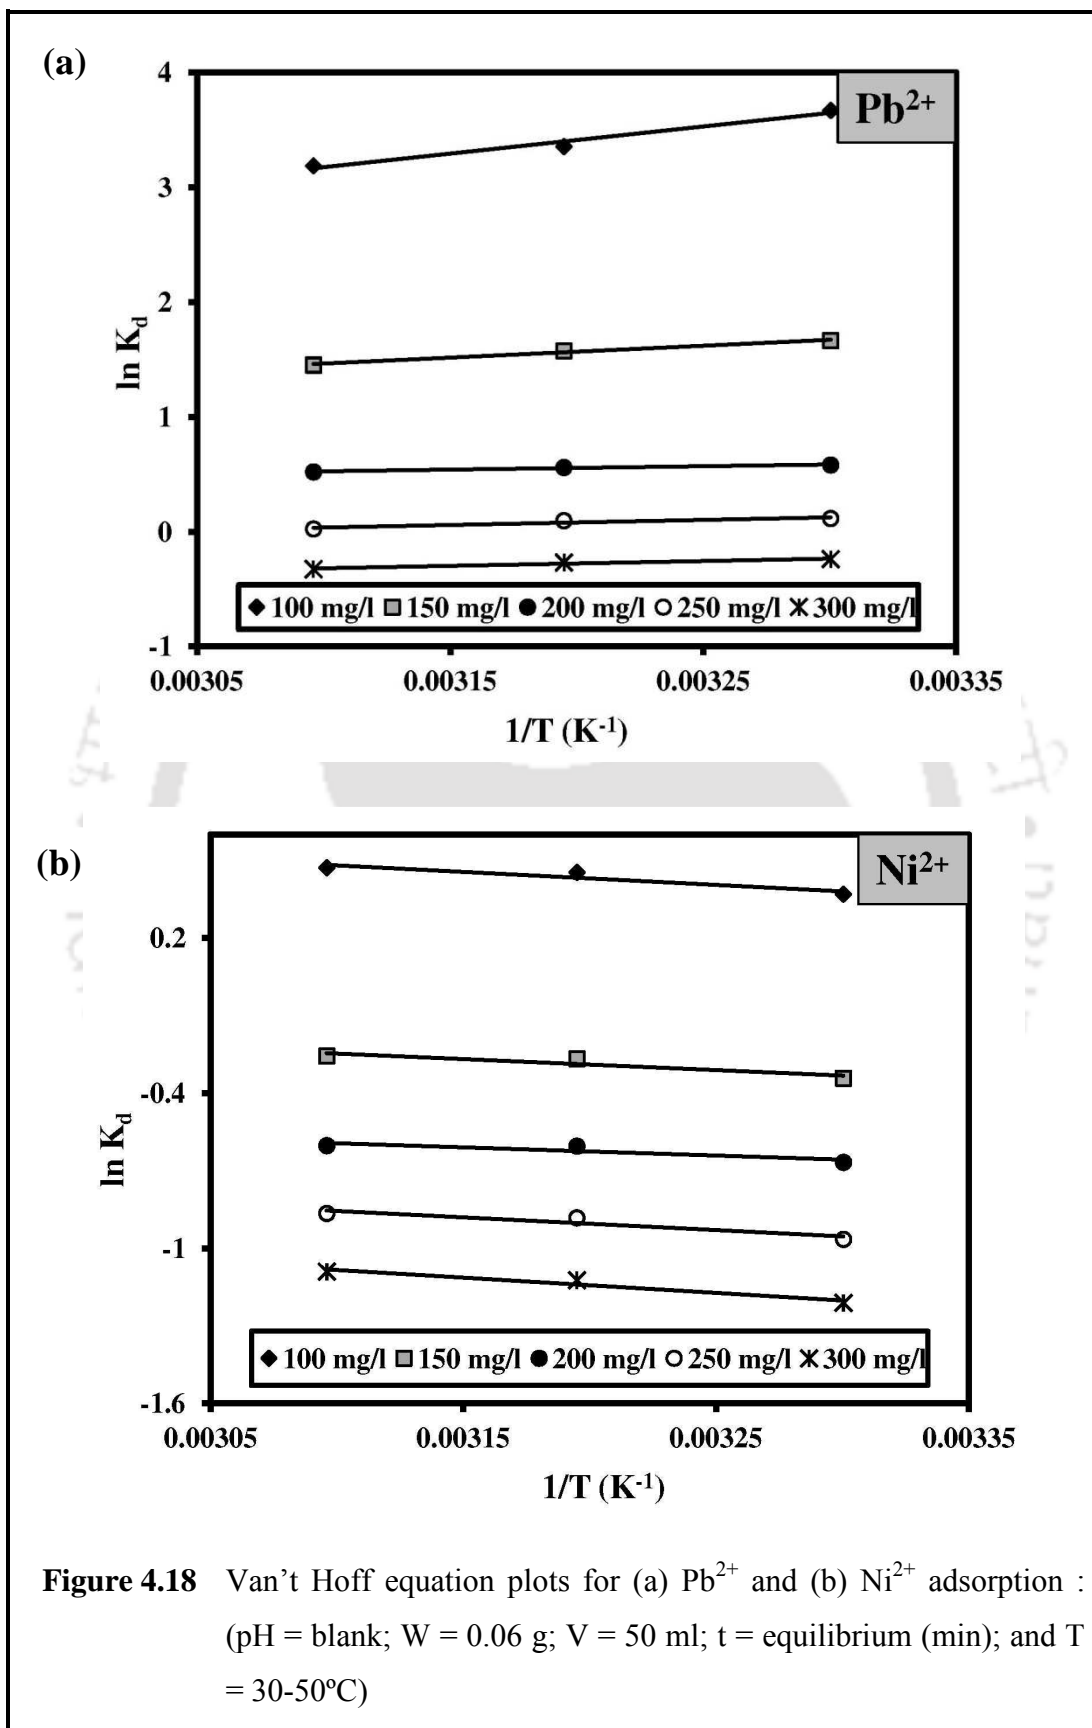 (a)
Pb²⁺
4
3
2
1
0
-1
ln K_d
◆ 100 mg/l ■ 150 mg/l ● 200 mg/l ○ 250 mg/l ж 300 mg/l
0.00305 0.00315 0.00325 0.00335
1/T (K⁻¹)
(b)
Ni²⁺
0.2
-0.4
-1
-1.6
ln K_d
◆ 100 mg/l ■ 150 mg/l ● 200 mg/l ○ 250 mg/l ж 300 mg/l
0.00305 0.00315 0.00325 0.00335
1/T (K⁻¹)
Figure 4.18 Van’t Hoff equation plots for (a) Pb²⁺ and (b) Ni²⁺ adsorption :
(pH = blank; W = 0.06 g; V = 50 ml; t = equilibrium (min); and T
= 30-50ºC)